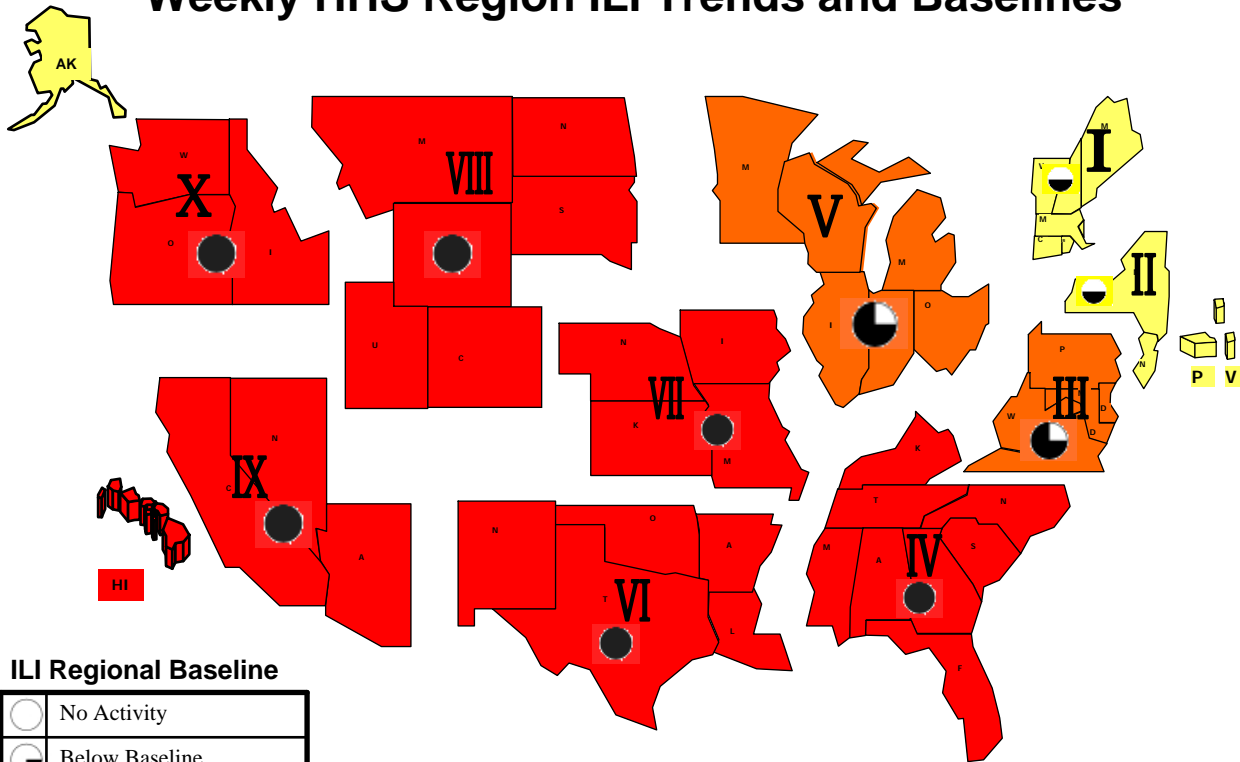 Weekly HHS Region ILI Trends and Baselines
AK
W
X
O
I
M
VIII
N
S
U
C
M
V
M
I
O
M
I
V
M
C
II
N
P V
P
III
W
D
D
N
VII
I
K
M
N
IX
C
A
HI
N
O
A
T
VI
L
K
T
N
M
A
IV
S
F
ILI Regional Baseline
No Activity
Below Baseline